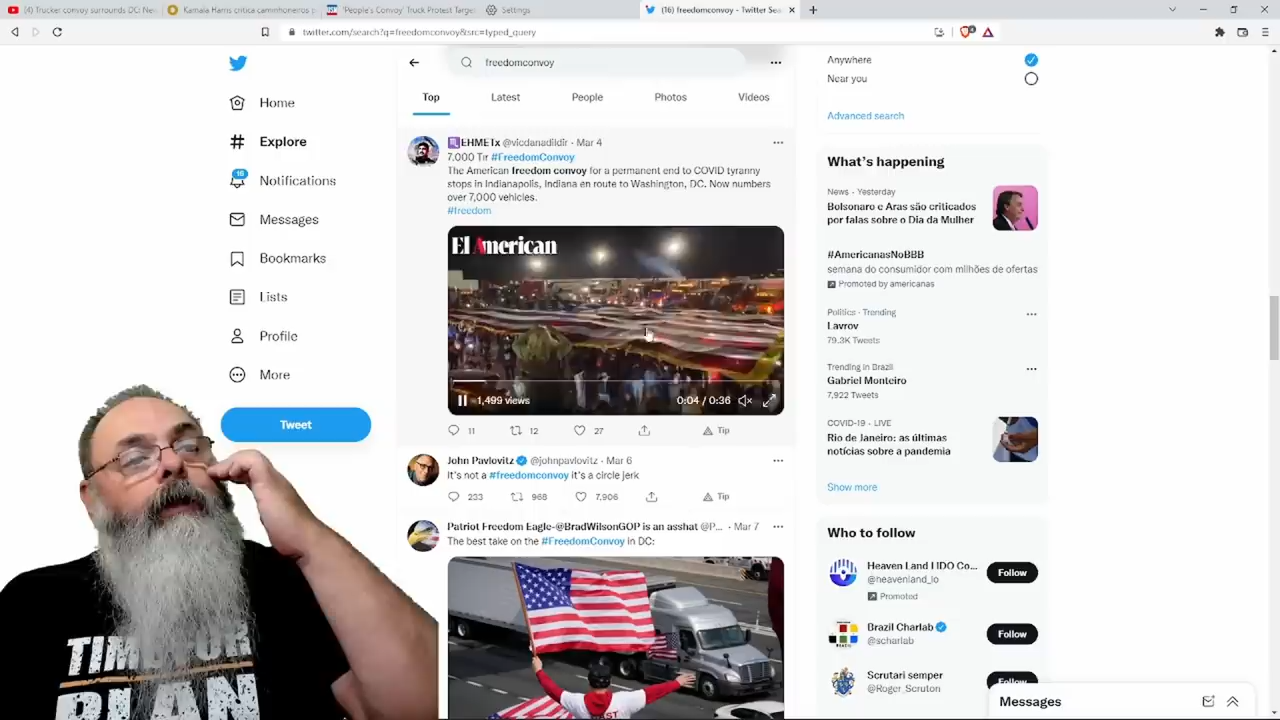 (4) Trucker convoy surrounds DC: Ne
Kamala Harris critica caminhoneiros p
'People's Convoy' Truck Protest Targe
Settings
(16) freedomconvoy - Twitter Sea
twitter.com/search?q=freedomconvoy&src=typed_query
freedomconvoy
Top
Latest
People
Photos
Videos
Home
Explore
16
Notifications
Messages
Bookmarks
Lists
Profile
More
Tweet
EHMETx @vicdanadildir · Mar 4
7.000 Tır #FreedomConvoy
The American freedom convoy for a permanent end to COVID tyranny
stops in Indianapolis, Indiana en route to Washington, DC. Now numbers
over 7,000 vehicles.
#freedom
El American
1,499 views
0:04 / 0:36
11
12
27
Tip
John Pavlovitz @johnpavlovitz · Mar 6
It's not a #freedomconvoy it's a circle jerk
233
968
7,906
Tip
Patriot Freedom Eagle-@BradWilsonGOP is an asshat @P... · Mar 7
The best take on the #FreedomConvoy in DC:
Anywhere
Near you
Advanced search
What's happening
News · Yesterday
Bolsonaro e Aras são criticados
por falas sobre o Dia da Mulher
#AmericanasNoBBB
semana do consumidor com milhões de ofertas
Promoted by americanas
Politics · Trending
Lavrov
79.3K Tweets
Trending in Brazil
Gabriel Monteiro
7,922 Tweets
COVID-19 · LIVE
Rio de Janeiro: as últimas
notícias sobre a pandemia
Show more
Who to follow
Heaven Land I IDO Co...
@heavenland_io
Promoted
Follow
Brazil Charlab
@scharlab
Follow
Scrutari semper
@Roger_Scruton
Follow
Messages